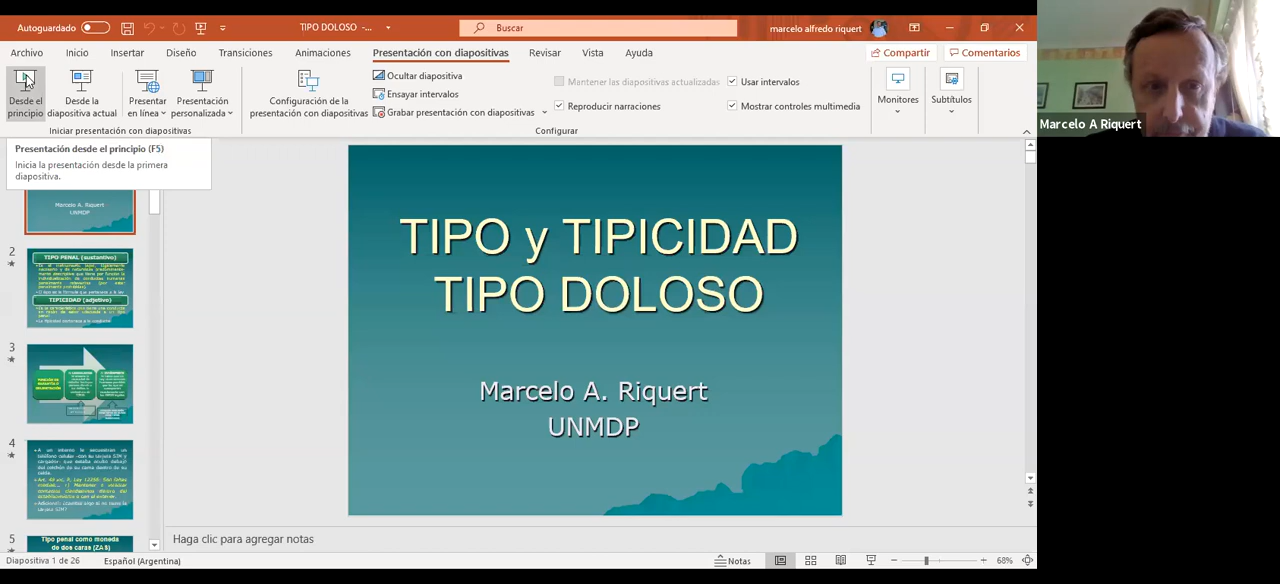 Autoguardado
TIPO DOLOSO -...
Buscar
marcelo alfredo riquert
Archivo
Inicio
Insertar
Diseño
Transiciones
Animaciones
Presentación con diapositivas
Revisar
Vista
Ayuda
Compartir
Comentarios
Desde el principio
Desde la diapositiva actual
Presentar en línea
Presentación personalizada
Iniciar presentación con diapositivas
Configuración de la presentación con diapositivas
Ocultar diapositiva
Ensayar intervalos
Grabar presentación con diapositivas
Mantener las diapositivas actualizadas
Reproducir narraciones
Usar intervalos
Mostrar controles multimedia
Configurar
Monitores
Subtítulos
Marcelo A Riquert
Presentación desde el principio (F5)
Inicia la presentación desde la primera
diapositiva.
Marcelo A. Riquert
UNMDP
2
TIPO PENAL (sustantivo)
TIPICIDAD (adjetivo)
3
4
5
Tipo penal como moneda
de dos caras (ZAS)
TIPO y TIPICIDAD
TIPO DOLOSO
Marcelo A. Riquert
UNMDP
Haga clic para agregar notas
Diapositiva 1 de 26
Español (Argentina)
Notas
68%